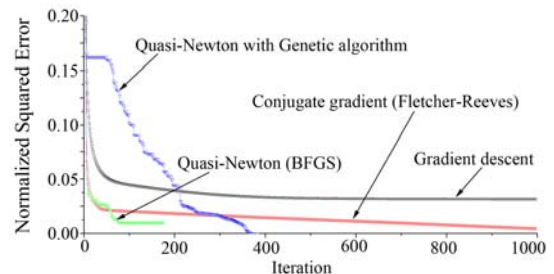 0.20
0.15
0.10
0.05
0.00
Normalized Squared Error
Quasi-Newton with Genetic algorithm
Conjugate gradient (Fletcher-Reeves)
Quasi-Newton (BFGS)
Gradient descent
0 200 400 600 800 1000
Iteration